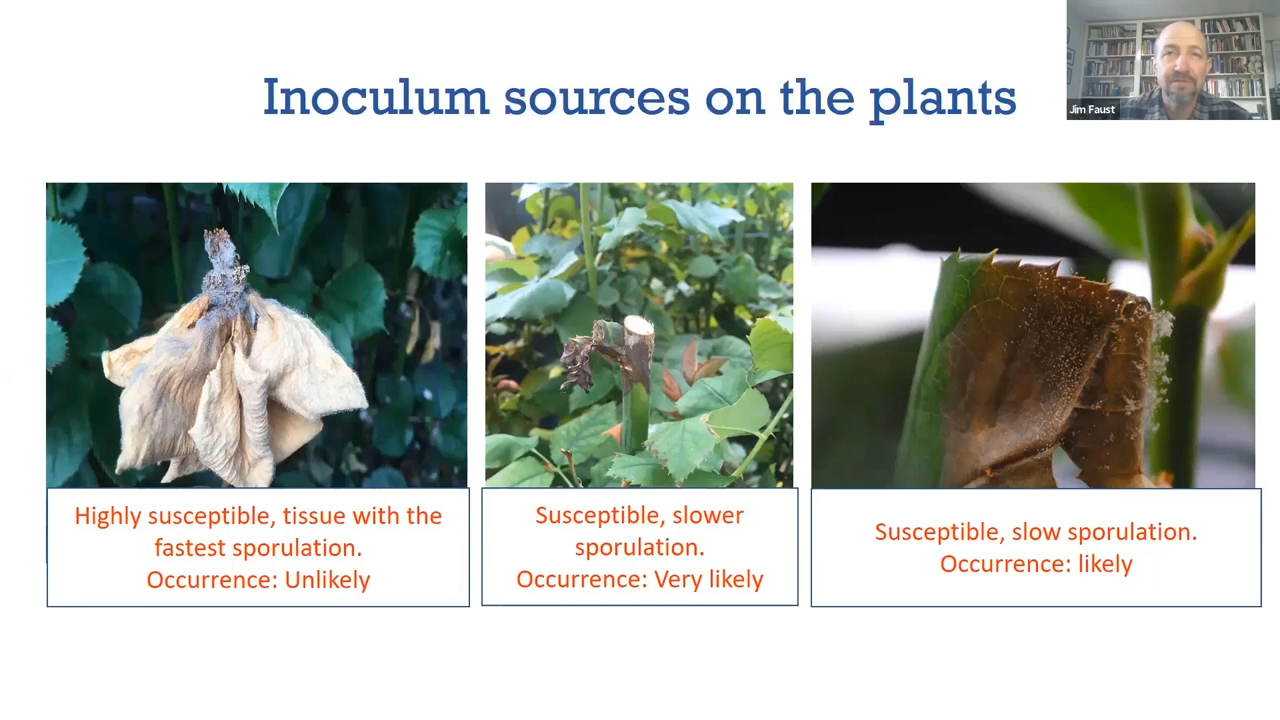 Inoculum sources on the plants
Jim Faust
Highly susceptible, tissue with the
fastest sporulation.
Occurrence: Unlikely
Susceptible, slower
sporulation.
Occurrence: Very likely
Susceptible, slow sporulation.
Occurrence: likely